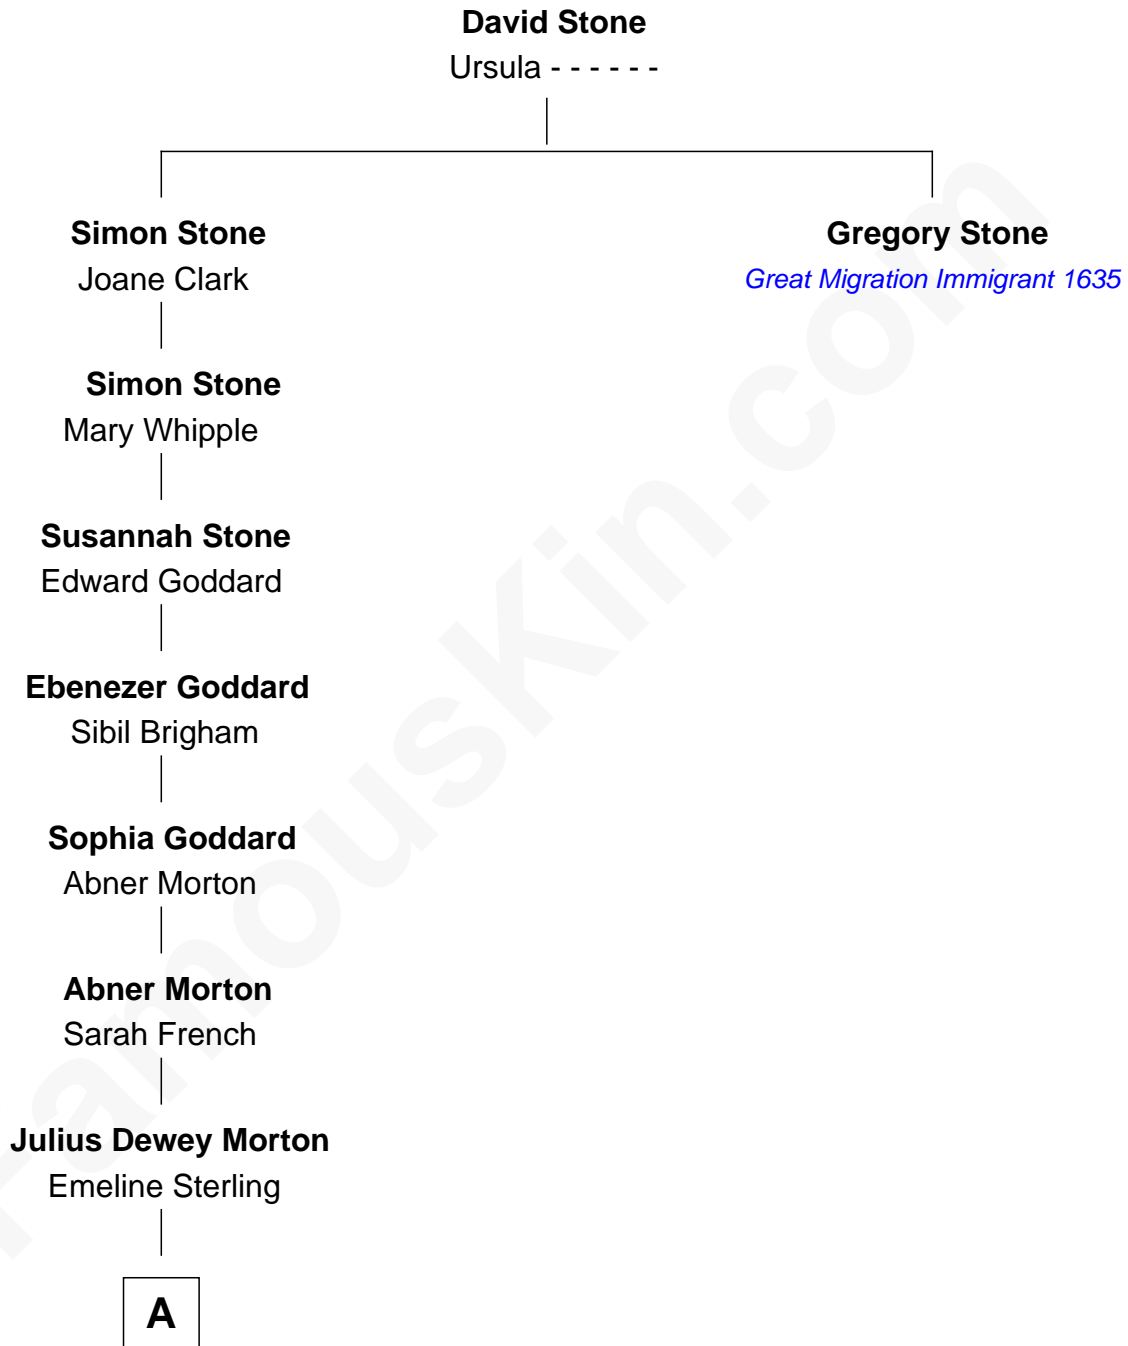 David Stone
Ursula - - - - - -
Simon Stone
Joane Clark
Gregory Stone
Great Migration Immigrant 1635
Simon Stone
Mary Whipple
Susannah Stone
Edward Goddard
Ebenezer Goddard
Sibil Brigham
Sophia Goddard
Abner Morton
Abner Morton
Sarah French
Julius Dewey Morton
Emeline Sterling
A
FamousKin.com